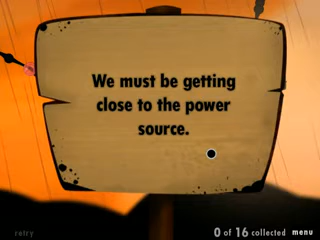 We must be getting
close to the power
source.
retry
0 of 16 collected menu